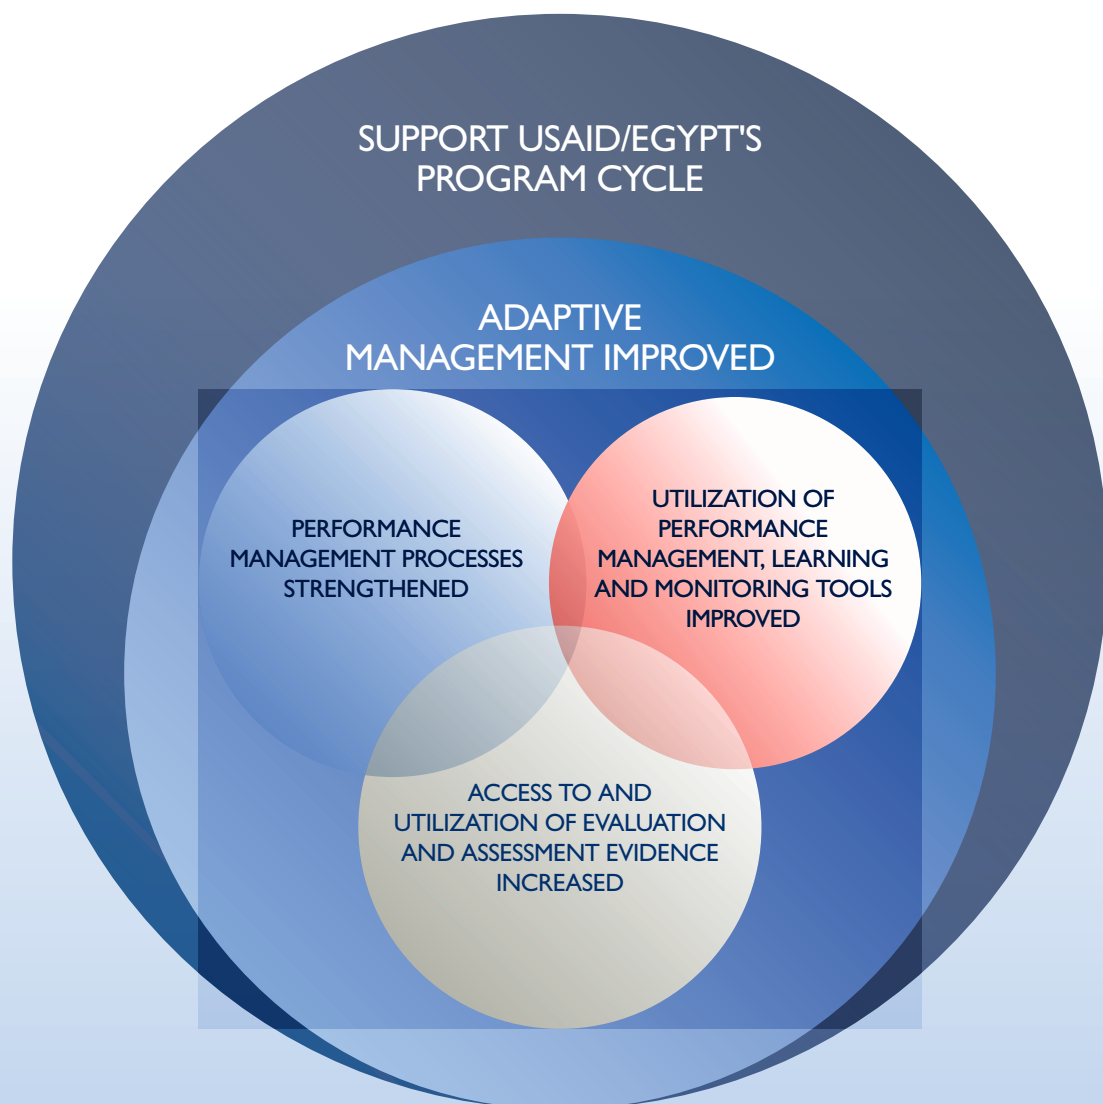 SUPPORT USAID/EGYPT'S
PROGRAM CYCLE
ADAPTIVE
MANAGEMENT IMPROVED
PERFORMANCE
MANAGEMENT PROCESSES
STRENGTHENED
UTILIZATION OF
PERFORMANCE
MANAGEMENT, LEARNING
AND MONITORING TOOLS
IMPROVED
ACCESS TO AND
UTILIZATION OF EVALUATION
AND ASSESSMENT EVIDENCE
INCREASED